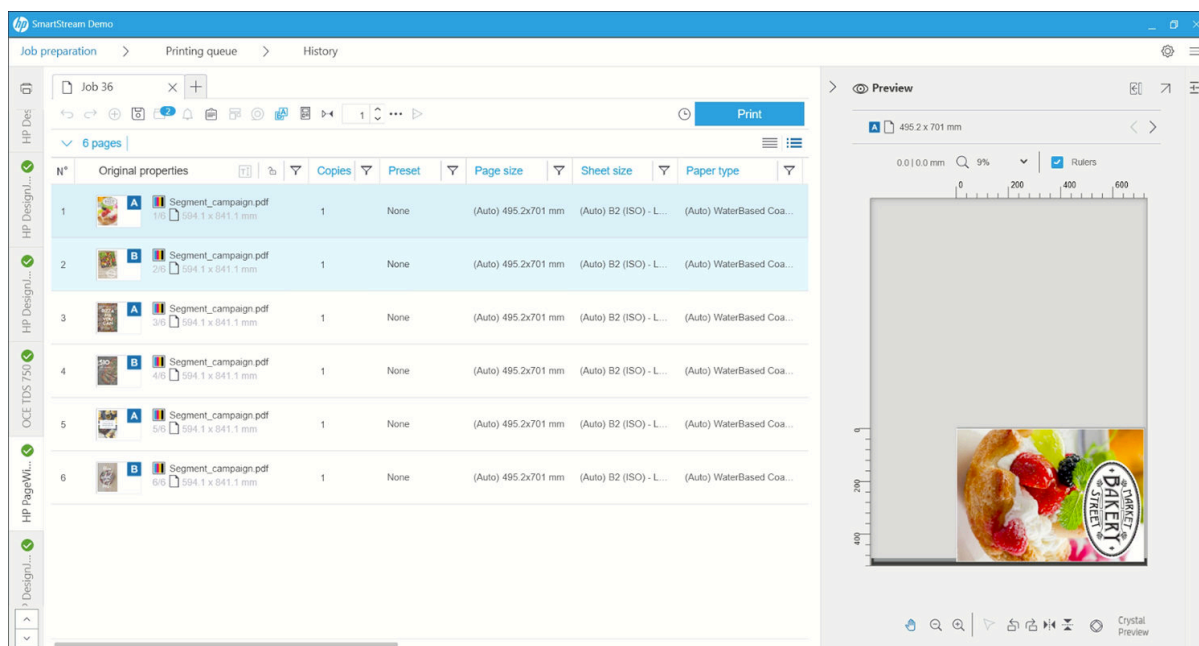 hp SmartStream Demo
Job preparation > Printing queue > History
Job 36
2
1
Print
6 pages
N° Original properties Copies Preset Page size Sheet size Paper type
1 A Segment_campaign.pdf 1 None (Auto) 495.2x701 mm (Auto) B2 (ISO) - L... (Auto) WaterBased Coa...
1/6 594.1 x 841.1 mm
2 B Segment_campaign.pdf 1 None (Auto) 495.2x701 mm (Auto) B2 (ISO) - L... (Auto) WaterBased Coa...
2/6 594.1 x 841.1 mm
3 A Segment_campaign.pdf 1 None (Auto) 495.2x701 mm (Auto) B2 (ISO) - L... (Auto) WaterBased Coa...
3/6 594.1 x 841.1 mm
4 B Segment_campaign.pdf 1 None (Auto) 495.2x701 mm (Auto) B2 (ISO) - L... (Auto) WaterBased Coa...
4/6 594.1 x 841.1 mm
5 A Segment_campaign.pdf 1 None (Auto) 495.2x701 mm (Auto) B2 (ISO) - L... (Auto) WaterBased Coa...
5/6 594.1 x 841.1 mm
6 B Segment_campaign.pdf 1 None (Auto) 495.2x701 mm (Auto) B2 (ISO) - L... (Auto) WaterBased Coa...
6/6 594.1 x 841.1 mm
HP Des
HP DesignJ...
HP DesignJ...
OCE TDS 750
HP PageWi...
DesignJ...
Preview
A 495.2 x 701 mm
0.0 | 0.0 mm 9% Rulers
0 200 400 600
0
200
400
MARKET
BAKERY
STREET
Crystal
Preview